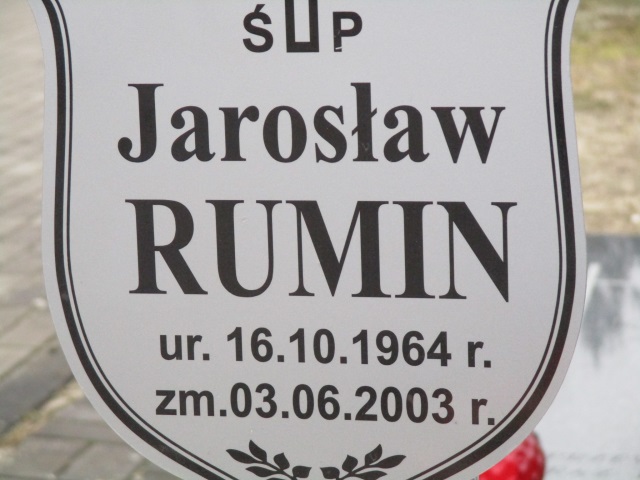 Ś P
Jarosław
RUMIN
ur. 16.10.1964 r.
zm.03.06.2003 r.